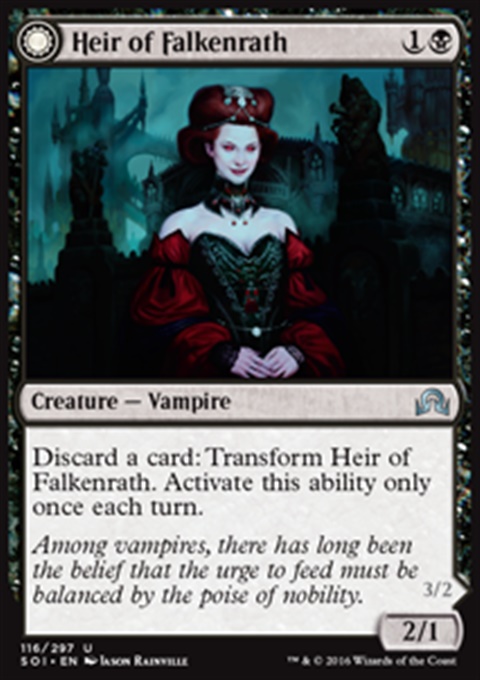 Heir of Falkenrath 1
Creature — Vampire
Discard a card: Transform Heir of
Falkenrath. Activate this ability only
once each turn.
Among vampires, there has long been
the belief that the urge to feed must be
balanced by the poise of nobility.
3/2
2/1
116/297 U
SOI • EN Jason Rainville
™ & © 2016 Wizards of the Coast